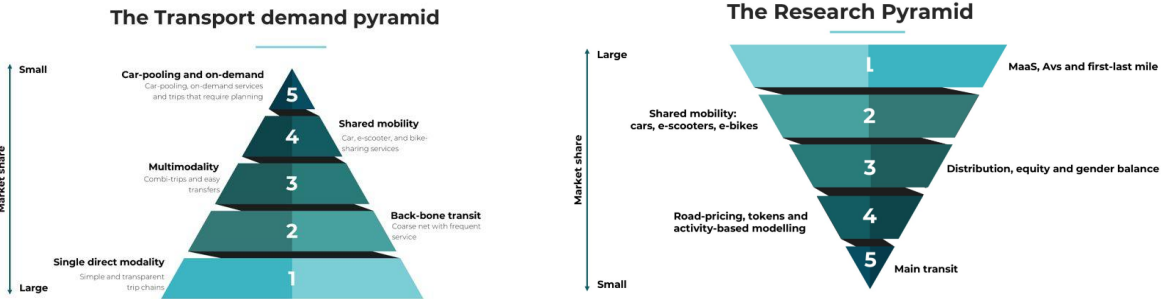 The Transport demand pyramid
Small
Market share
Large
Car-pooling and on-demand
Car-pooling, on-demand services
and trips that require planning
5
Shared mobility
Car, e-scooter, and bike-
sharing services
4
Multimodality
Combi-trips and easy
transfers
3
Back-bone transit
Coarse net with frequent
service
2
Single direct modality
Simple and transparent
trip chains
1
The Research Pyramid
Large
Market share
Small
1
MaaS, Avs and first-last mile
Shared mobility:
cars, e-scooters, e-bikes
2
3
Distribution, equity and gender balance
Road-pricing, tokens and
activity-based modelling
4
5
Main transit